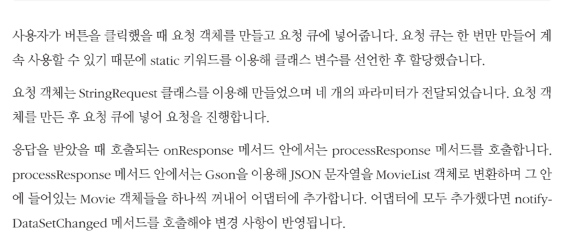 사용자가 버튼을 클릭했을 때 요청 객체를 만들고 요청 큐에 넣어줍니다. 요청 큐는 한 번만 만들어 계
속 사용할 수 있기 때문에 static 키워드를 이용해 클래스 변수를 선언한 후 할당했습니다.
요청 객체는 StringRequest 클래스를 이용해 만들었으며 네 개의 파라미터가 전달되었습니다. 요청 객
체를 만든 후 요청 큐에 넣어 요청을 진행합니다.
응답을 받았을 때 호출되는 onResponse 메서드 안에서는 processResponse 메서드를 호출합니다.
processResponse 메서드 안에서는 Gson을 이용해 JSON 문자열을 MovieList 객체로 변환하며 그 안
에 들어있는 Movie 객체들을 하나씩 꺼내어 어댑터에 추가합니다. 어댑터에 모두 추가했다면 notify-
DataSetChanged 메서드를 호출해야 변경 사항이 반영됩니다.